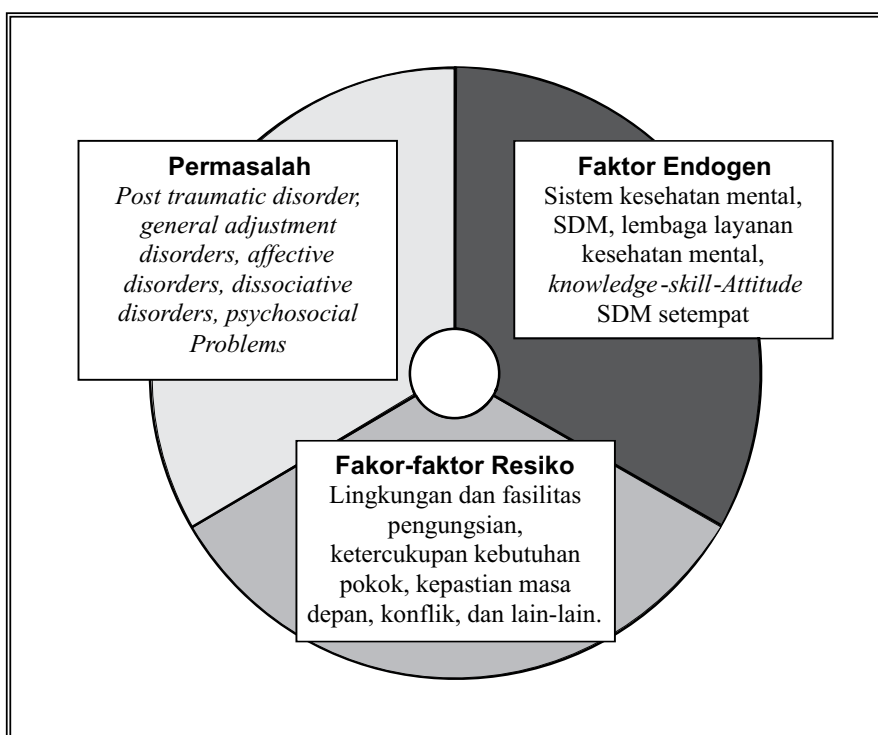 Permasalah
Post traumatic disorder,
general adjustment
disorders, affective
disorders, dissociative
disorders, psychosocial
Problems
Faktor Endogen
Sistem kesehatan mental,
SDM, lembaga layanan
kesehatan mental,
knowledge-skill-Attitude
SDM setempat
Fakor-faktor Resiko
Lingkungan dan fasilitas
pengungsian,
ketercukupan kebutuhan
pokok, kepastian masa
depan, konflik, dan lain-lain.